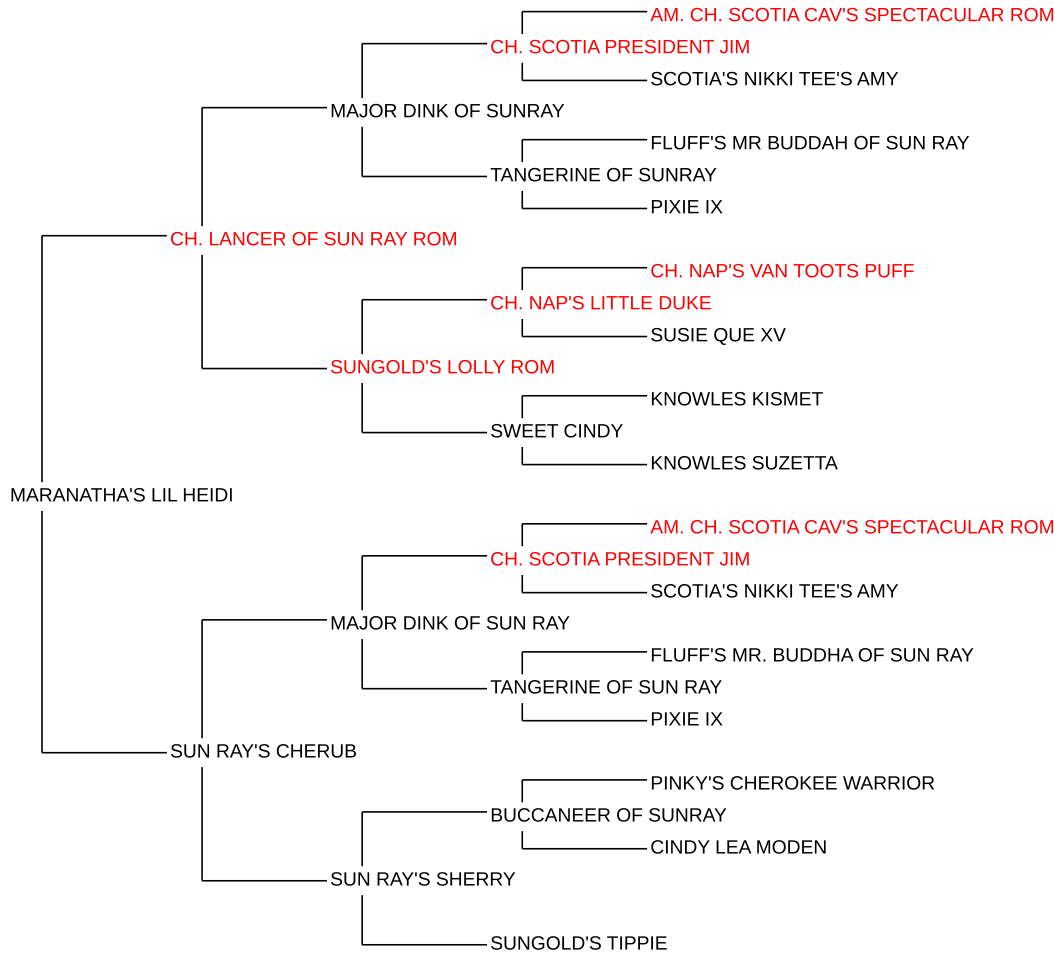 AM. CH. SCOTIA CAV'S SPECTACULAR ROM
CH. SCOTIA PRESIDENT JIM
SCOTIA'S NIKKI TEE'S AMY
MAJOR DINK OF SUNRAY
FLUFF'S MR BUDDAH OF SUN RAY
TANGERINE OF SUNRAY
PIXIE IX
CH. LANCER OF SUN RAY ROM
CH. NAP'S VAN TOOTS PUFF
CH. NAP'S LITTLE DUKE
SUSIE QUE XV
SUNGOLD'S LOLLY ROM
KNOWLES KISMET
SWEET CINDY
KNOWLES SUZETTA
MARANATHA'S LIL HEIDI
AM. CH. SCOTIA CAV'S SPECTACULAR ROM
CH. SCOTIA PRESIDENT JIM
SCOTIA'S NIKKI TEE'S AMY
MAJOR DINK OF SUN RAY
FLUFF'S MR. BUDDHA OF SUN RAY
TANGERINE OF SUN RAY
PIXIE IX
SUN RAY'S CHERUB
PINKY'S CHEROKEE WARRIOR
BUCCANEER OF SUNRAY
CINDY LEA MODEN
SUN RAY'S SHERRY
SUNGOLD'S TIPPIE